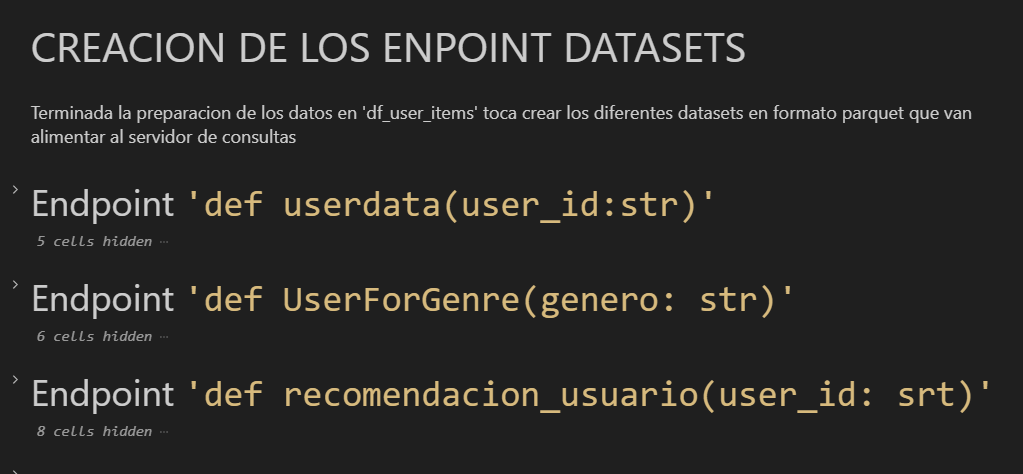 CREACION DE LOS ENPOINT DATASETS
Terminada la preparacion de los datos en 'df_user_items' toca crear los diferentes datasets en formato parquet que van
alimentar al servidor de consultas
Endpoint 'def userdata(user_id:str)'
5 cells hidden ···
Endpoint 'def UserForGenre(genero: str)'
6 cells hidden ···
Endpoint 'def recomendacion_usuario(user_id: srt)'
8 cells hidden ···